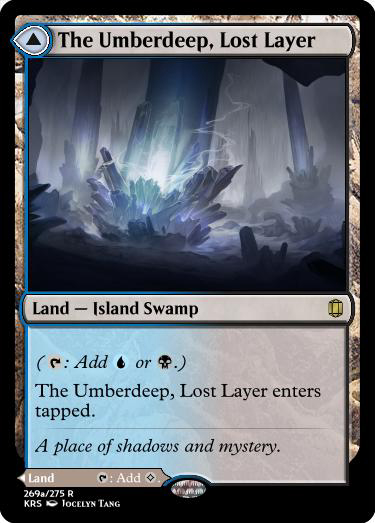 The Umberdeep, Lost Layer
Land — Island Swamp
( : Add or .)
The Umberdeep, Lost Layer enters
tapped.
A place of shadows and mystery.
Land : Add .
269a/275 R
KRS Jocelyn Tang